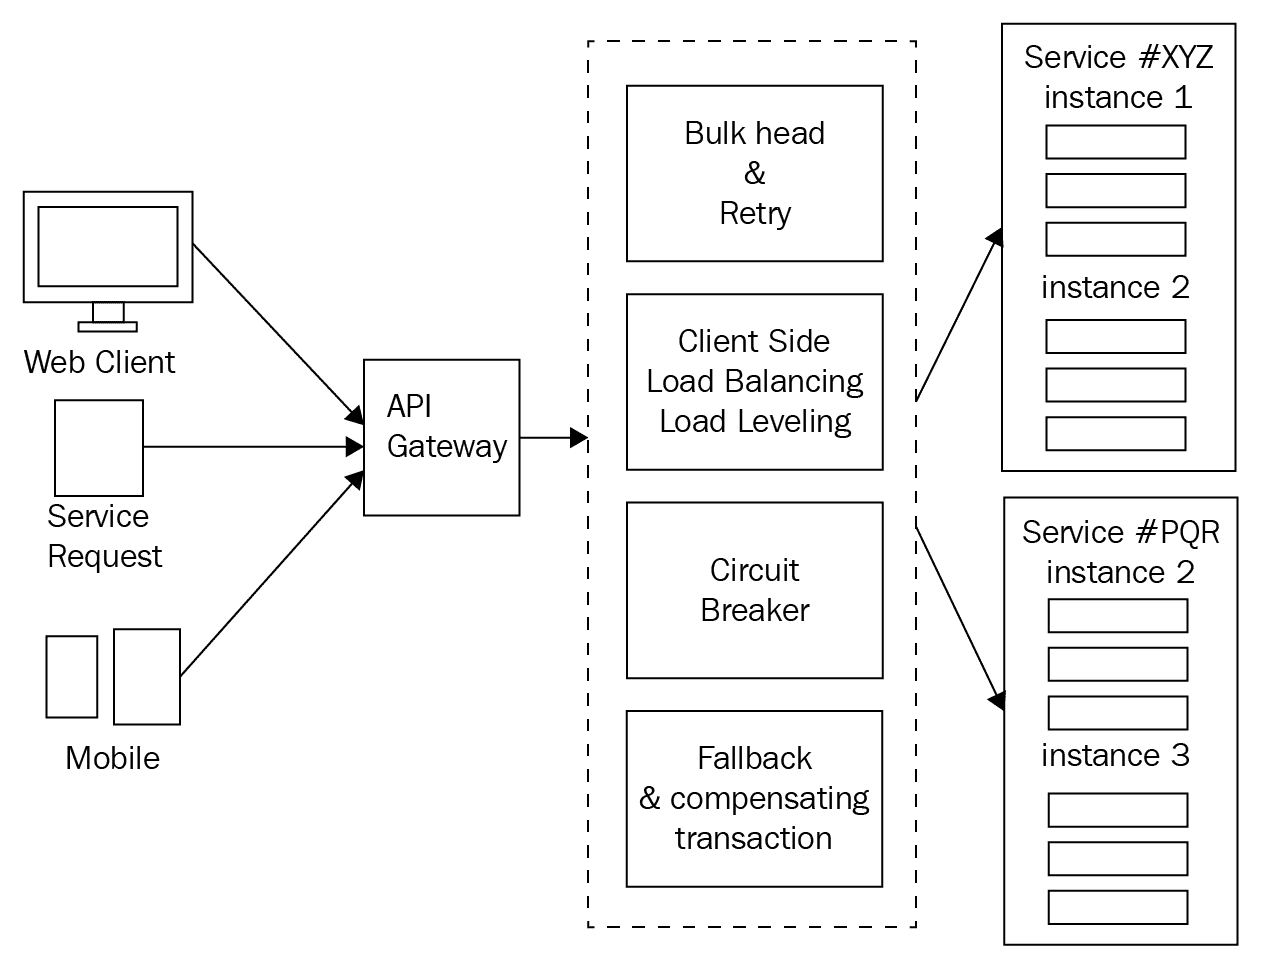 Web Client
Service
Request
Mobile
API
Gateway
Bulk head
&
Retry
Client Side
Load Balancing
Load Leveling
Circuit
Breaker
Fallback
& compensating
transaction
Service #XYZ
instance 1
instance 2
Service #PQR
instance 2
instance 3